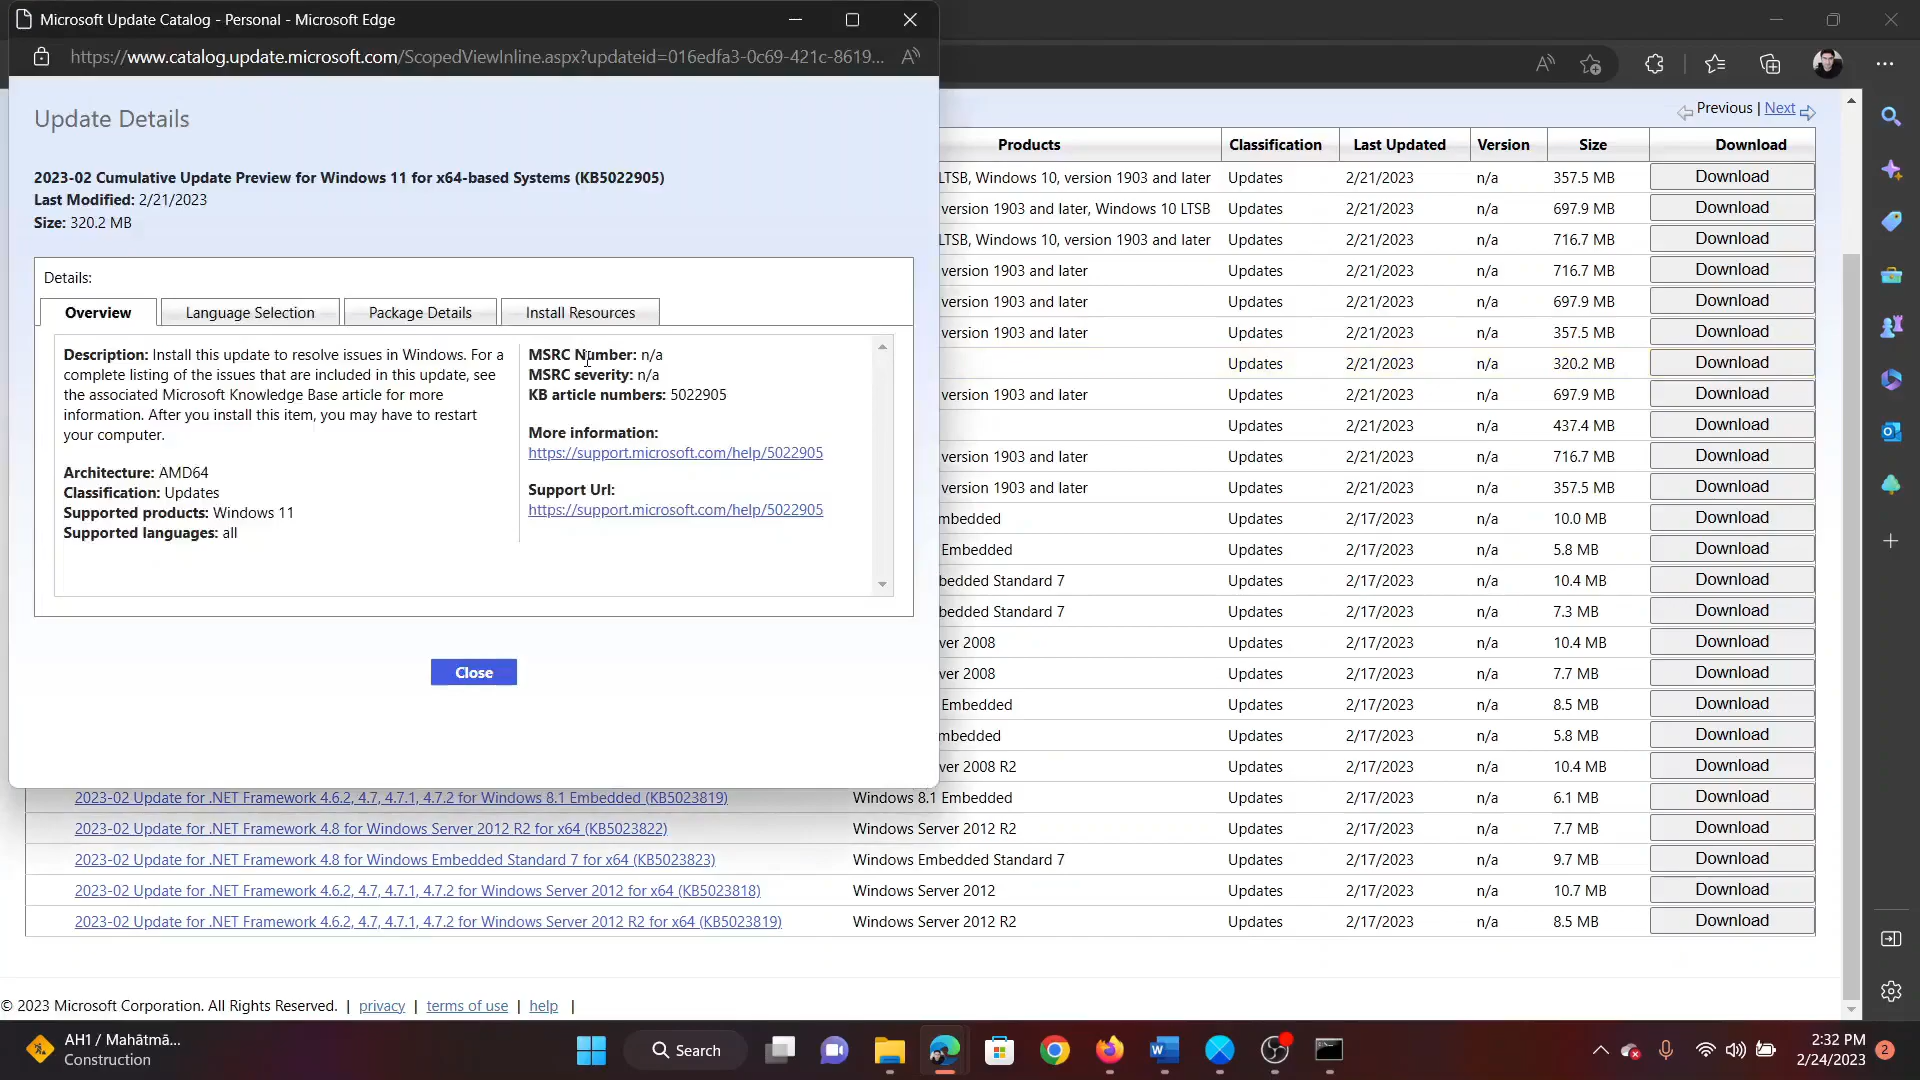 Microsoft Update Catalog - Personal - Microsoft Edge
https://www.catalog.update.microsoft.com/ScopedViewInline.aspx?updateid=016edfa3-0c69-421c-8619...
Update Details
2023-02 Cumulative Update Preview for Windows 11 for x64-based Systems (KB5022905)
Last Modified: 2/21/2023
Size: 320.2 MB
Details:
Overview Language Selection Package Details Install Resources
Description: Install this update to resolve issues in Windows. For a
complete listing of the issues that are included in this update, see
the associated Microsoft Knowledge Base article for more
information. After you install this item, you may have to restart
your computer.
Architecture: AMD64
Classification: Updates
Supported products: Windows 11
Supported languages: all
MSRC Number: n/a
MSRC severity: n/a
KB article numbers: 5022905
More information:
https://support.microsoft.com/help/5022905
Support Url:
https://support.microsoft.com/help/5022905
Close
Previous | Next
Products Classification Last Updated Version Size Download
LTSB, Windows 10, version 1903 and later Updates 2/21/2023 n/a 357.5 MB Download
version 1903 and later, Windows 10 LTSB Updates 2/21/2023 n/a 697.9 MB Download
LTSB, Windows 10, version 1903 and later Updates 2/21/2023 n/a 716.7 MB Download
version 1903 and later Updates 2/21/2023 n/a 716.7 MB Download
version 1903 and later Updates 2/21/2023 n/a 697.9 MB Download
version 1903 and later Updates 2/21/2023 n/a 357.5 MB Download
Updates 2/21/2023 n/a 320.2 MB Download
version 1903 and later Updates 2/21/2023 n/a 697.9 MB Download
Updates 2/21/2023 n/a 437.4 MB Download
version 1903 and later Updates 2/21/2023 n/a 716.7 MB Download
version 1903 and later Updates 2/21/2023 n/a 357.5 MB Download
mbedded Updates 2/17/2023 n/a 10.0 MB Download
Embedded Updates 2/17/2023 n/a 5.8 MB Download
bedded Standard 7 Updates 2/17/2023 n/a 10.4 MB Download
bedded Standard 7 Updates 2/17/2023 n/a 7.3 MB Download
ver 2008 Updates 2/17/2023 n/a 10.4 MB Download
ver 2008 Updates 2/17/2023 n/a 7.7 MB Download
Embedded Updates 2/17/2023 n/a 8.5 MB Download
mbedded Updates 2/17/2023 n/a 5.8 MB Download
ver 2008 R2 Updates 2/17/2023 n/a 10.4 MB Download
2023-02 Update for .NET Framework 4.6.2, 4.7, 4.7.1, 4.7.2 for Windows 8.1 Embedded (KB5023819) Windows 8.1 Embedded Updates 2/17/2023 n/a 6.1 MB Download
2023-02 Update for .NET Framework 4.8 for Windows Server 2012 R2 for x64 (KB5023822) Windows Server 2012 R2 Updates 2/17/2023 n/a 7.7 MB Download
2023-02 Update for .NET Framework 4.8 for Windows Embedded Standard 7 for x64 (KB5023823) Windows Embedded Standard 7 Updates 2/17/2023 n/a 9.7 MB Download
2023-02 Update for .NET Framework 4.6.2, 4.7, 4.7.1, 4.7.2 for Windows Server 2012 for x64 (KB5023818) Windows Server 2012 Updates 2/17/2023 n/a 10.7 MB Download
2023-02 Update for .NET Framework 4.6.2, 4.7, 4.7.1, 4.7.2 for Windows Server 2012 R2 for x64 (KB5023819) Windows Server 2012 R2 Updates 2/17/2023 n/a 8.5 MB Download
© 2023 Microsoft Corporation. All Rights Reserved. | privacy | terms of use | help |
AH1 / Mahātmā...
Construction
Search
2:32 PM
2/24/2023
2